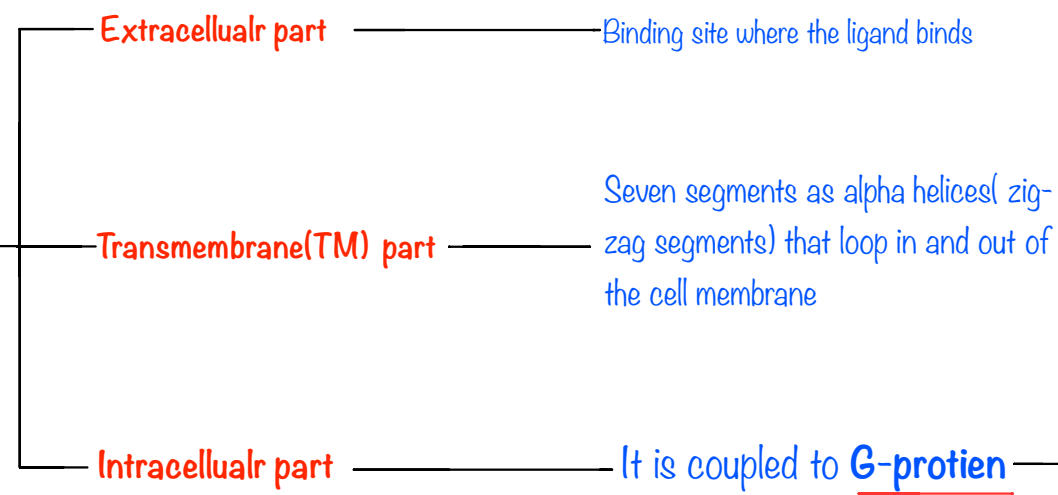 Extracellualr part
Binding site where the ligand binds
Transmembrane(TM) part
Seven segments as alpha helices( zig-
zag segments) that loop in and out of
the cell membrane
Intracellualr part
It is coupled to G-protien